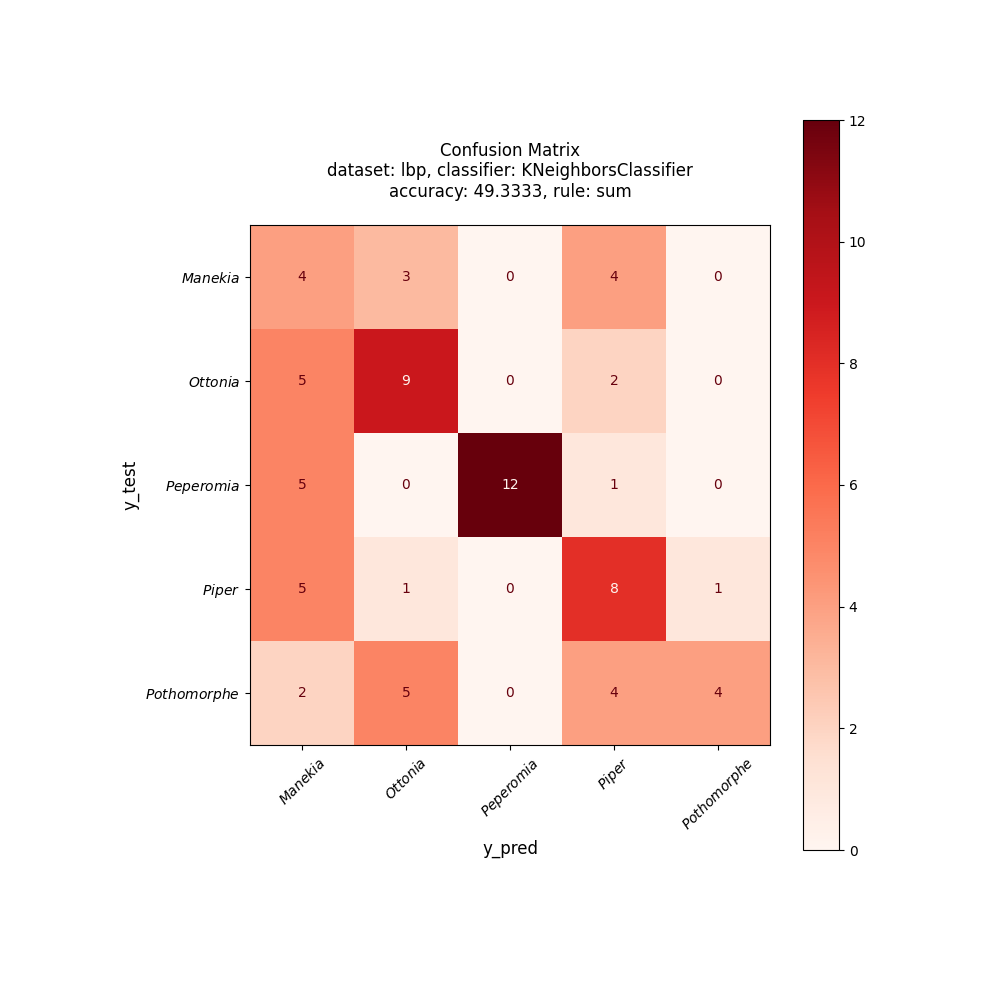 Confusion Matrix
dataset: lbp, classifier: KNeighborsClassifier
accuracy: 49.3333, rule: sum
y_test
Manekia 4 3 0 4 0
Ottonia 5 9 0 2 0
Peperomia 5 0 12 1 0
Piper 5 1 0 8 1
Pothomorphe 2 5 0 4 4
Manekia Ottonia Peperomia Piper Pothomorphe
y_pred
12
10
8
6
4
2
0